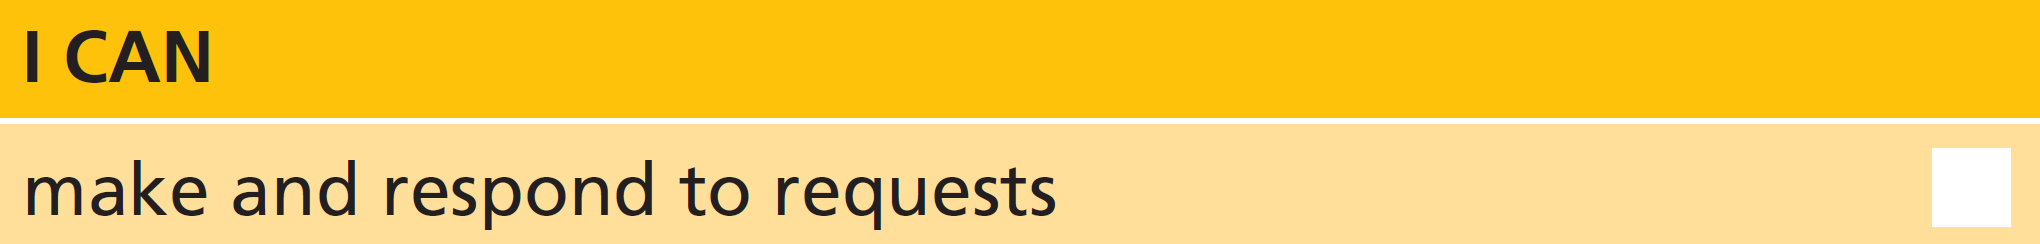 I CAN
make and respond to requests